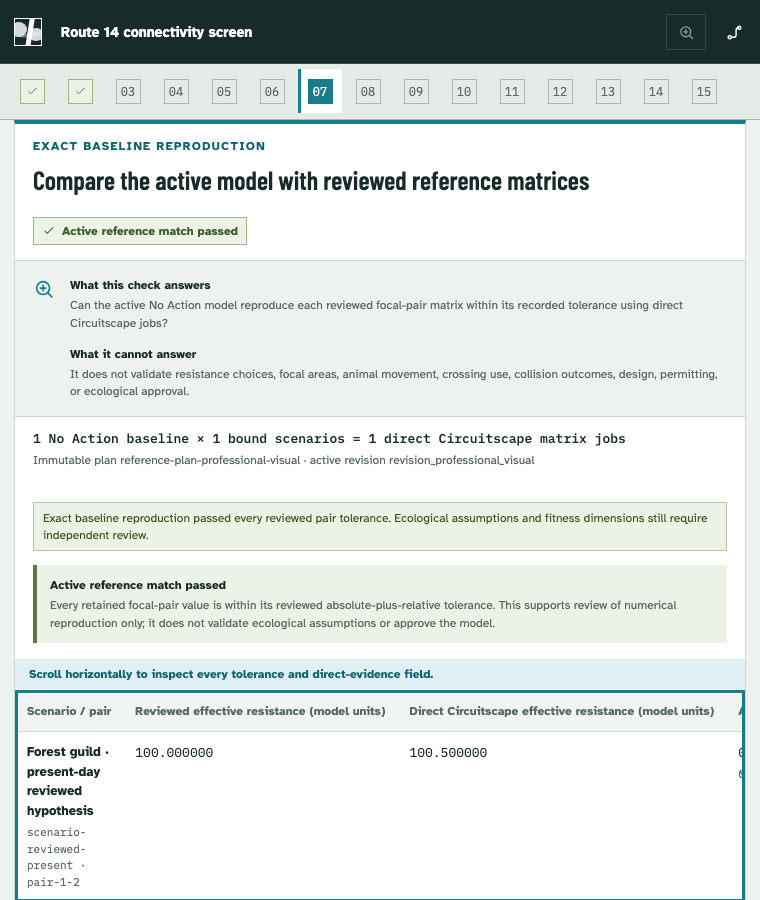 Route 14 connectivity screen
03 04 05 06 07 08 09 10 11 12 13 14 15
EXACT BASELINE REPRODUCTION
Compare the active model with reviewed reference matrices
Active reference match passed
What this check answers
Can the active No Action model reproduce each reviewed focal-pair matrix within its recorded tolerance using direct
Circuitscape jobs?
What it cannot answer
It does not validate resistance choices, focal areas, animal movement, crossing use, collision outcomes, design, permitting,
or ecological approval.
1 No Action baseline × 1 bound scenarios = 1 direct Circuitscape matrix jobs
Immutable plan reference-plan-professional-visual · active revision revision_professional_visual
Exact baseline reproduction passed every reviewed pair tolerance. Ecological assumptions and fitness dimensions still require
independent review.
Active reference match passed
Every retained focal-pair value is within its reviewed absolute-plus-relative tolerance. This supports review of numerical
reproduction only; it does not validate ecological assumptions or approve the model.
Scroll horizontally to inspect every tolerance and direct-evidence field.
Scenario / pair Reviewed effective resistance (model units) Direct Circuitscape effective resistance (model units)
Forest guild · 100.000000 100.500000
present-day
reviewed
hypothesis
scenario-
reviewed-
present ·
pair-1-2